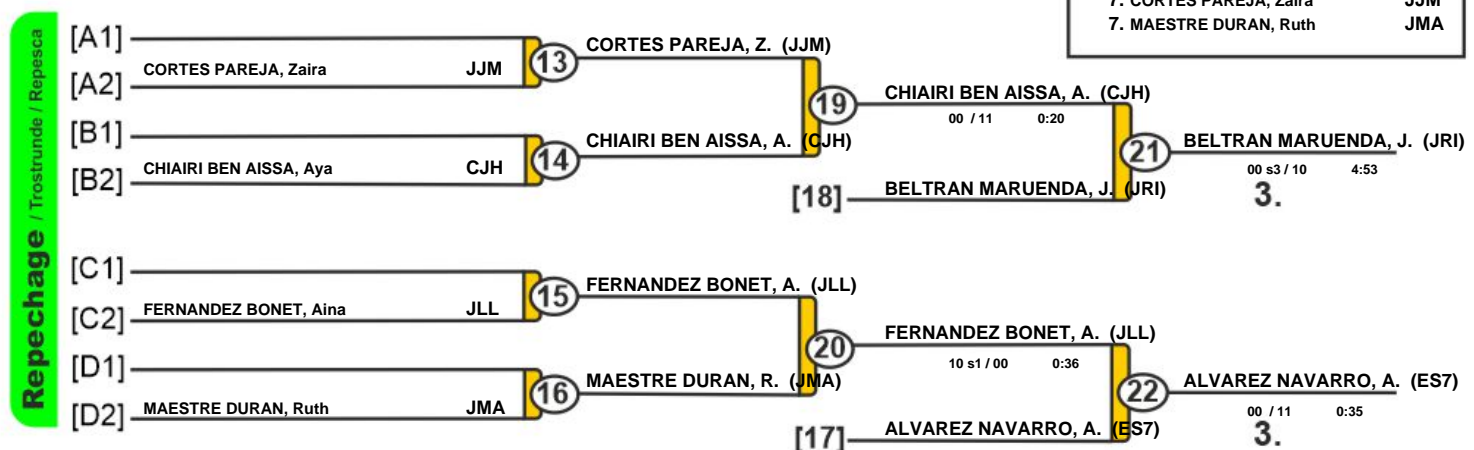 7. CORTES PAREJA, Zaira JJM
7. MAESTRE DURAN, Ruth JMA
Repechage / Trostrunde / Repesca
[A1]
CORTES PAREJA, Zaira JJM
[A2]
13
CORTES PAREJA, Z. (JJM)
[B1]
CHIAIRI BEN AISSA, Aya CJH
[B2]
14
CHIAIRI BEN AISSA, A. (CJH)
19
CHIAIRI BEN AISSA, A. (CJH)
00 / 11 0:20
[18]
BELTRAN MARUENDA, J. (JRI)
21
BELTRAN MARUENDA, J. (JRI)
00 s3 / 10 4:53
3.
[C1]
FERNANDEZ BONET, Aina JLL
[C2]
15
FERNANDEZ BONET, A. (JLL)
[D1]
MAESTRE DURAN, Ruth JMA
[D2]
16
MAESTRE DURAN, R. (JMA)
20
FERNANDEZ BONET, A. (JLL)
10 s1 / 00 0:36
[17]
ALVAREZ NAVARRO, A. (ES7)
22
ALVAREZ NAVARRO, A. (ES7)
00 / 11 0:35
3.